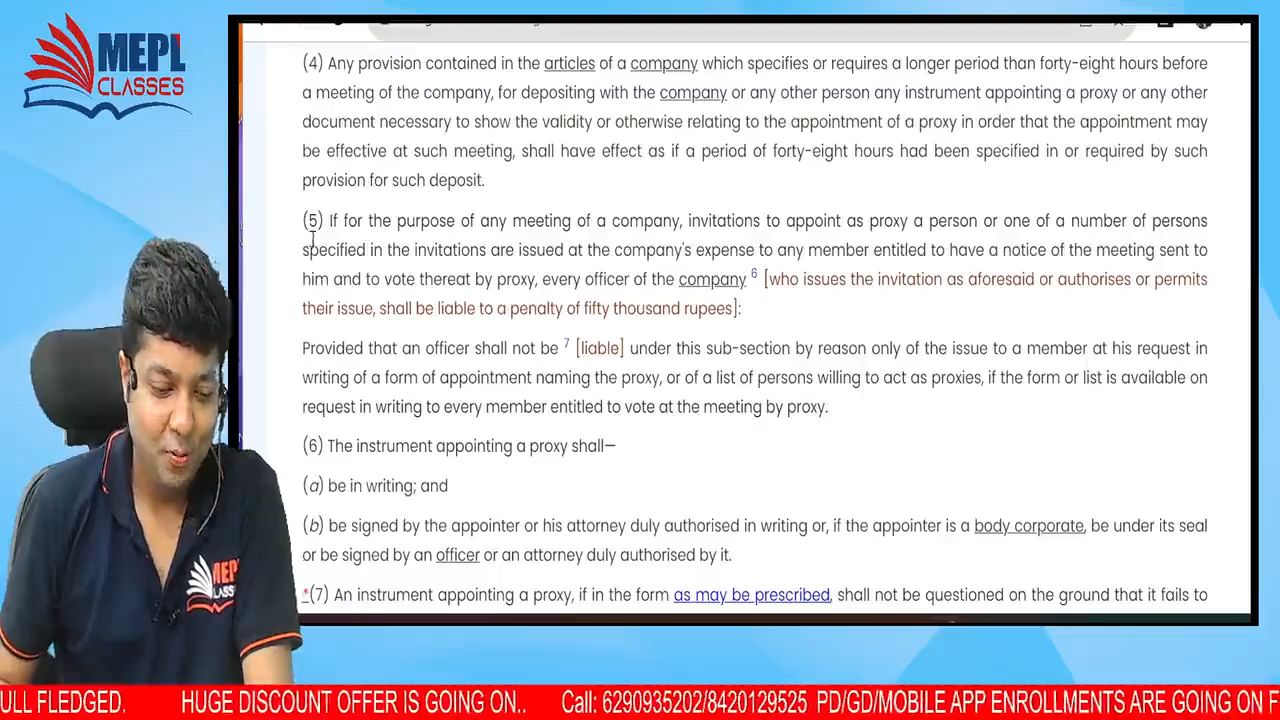 MEPL
CLASSES
(4) Any provision contained in the articles of a company which specifies or requires a longer period than forty-eight hours before
a meeting of the company, for depositing with the company or any other person any instrument appointing a proxy or any other
document necessary to show the validity or otherwise relating to the appointment of a proxy in order that the appointment may
be effective at such meeting, shall have effect as if a period of forty-eight hours had been specified in or required by such
provision for such deposit.
(5) If for the purpose of any meeting of a company, invitations to appoint as proxy a person or one of a number of persons
specified in the invitations are issued at the company's expense to any member entitled to have a notice of the meeting sent to
him and to vote thereat by proxy, every officer of the company 6 [who issues the invitation as aforesaid or authorises or permits
their issue, shall be liable to a penalty of fifty thousand rupees]:
Provided that an officer shall not be 7 [liable] under this sub-section by reason only of the issue to a member at his request in
writing of a form of appointment naming the proxy, or of a list of persons willing to act as proxies, if the form or list is available on
request in writing to every member entitled to vote at the meeting by proxy.
(6) The instrument appointing a proxy shall—
(a) be in writing; and
(b) be signed by the appointer or his attorney duly authorised in writing or, if the appointer is a body corporate, be under its seal
or be signed by an officer or an attorney duly authorised by it.
*(7) An instrument appointing a proxy, if in the form as may be prescribed, shall not be questioned on the ground that it fails to
MEPL
CLASSES
ULL FLEDGED. HUGE DISCOUNT OFFER IS GOING ON.. Call: 6290935202/8420129525 PD/GD/MOBILE APP ENROLLMENTS ARE GOING ON F